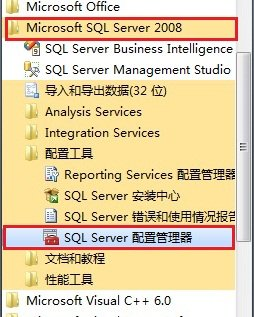 Microsoft Office
Microsoft SQL Server 2008
SQL Server Business Intelligence
SQL Server Management Studio
导入和导出数据(32 位)
Analysis Services
Integration Services
配置工具
Reporting Services 配置管理器
SQL Server 安装中心
SQL Server 错误和使用情况报告
SQL Server 配置管理器
文档和教程
性能工具
Microsoft Visual C++ 6.0